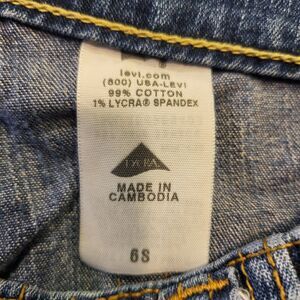 levi.com
(800) USA-LEVI
99% COTTON
1% LYCRA® SPANDEX
LYCRA
MADE IN
CAMBODIA
6S